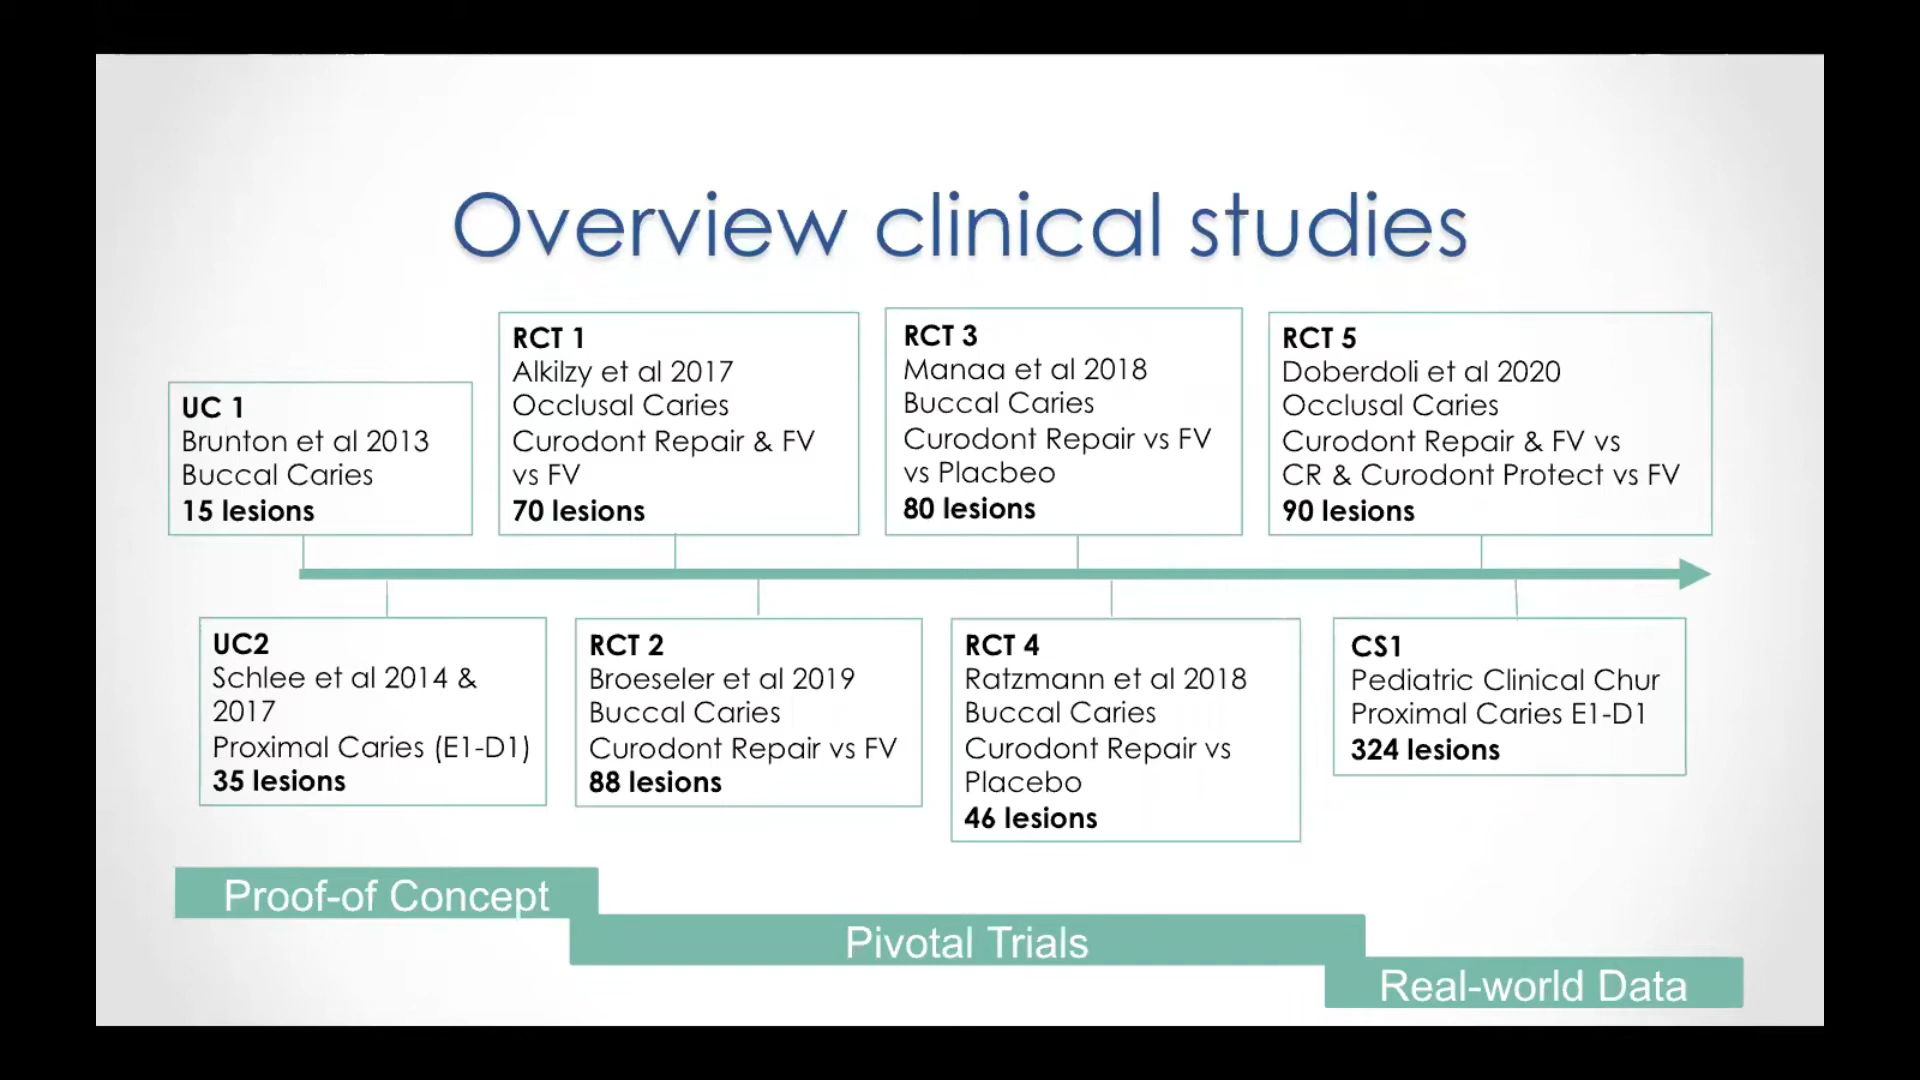 Overview clinical studies
UC 1
Brunton et al 2013
Buccal Caries
15 lesions
RCT 1
Alkilzy et al 2017
Occlusal Caries
Curodont Repair & FV
vs FV
70 lesions
RCT 3
Manaa et al 2018
Buccal Caries
Curodont Repair vs FV
vs Placbeo
80 lesions
RCT 5
Doberdoli et al 2020
Occlusal Caries
Curodont Repair & FV vs
CR & Curodont Protect vs FV
90 lesions
UC2
Schlee et al 2014 &
2017
Proximal Caries (E1-D1)
35 lesions
RCT 2
Broeseler et al 2019
Buccal Caries
Curodont Repair vs FV
88 lesions
RCT 4
Ratzmann et al 2018
Buccal Caries
Curodont Repair vs
Placebo
46 lesions
CS1
Pediatric Clinical Chur
Proximal Caries E1-D1
324 lesions
Proof-of Concept
Pivotal Trials
Real-world Data